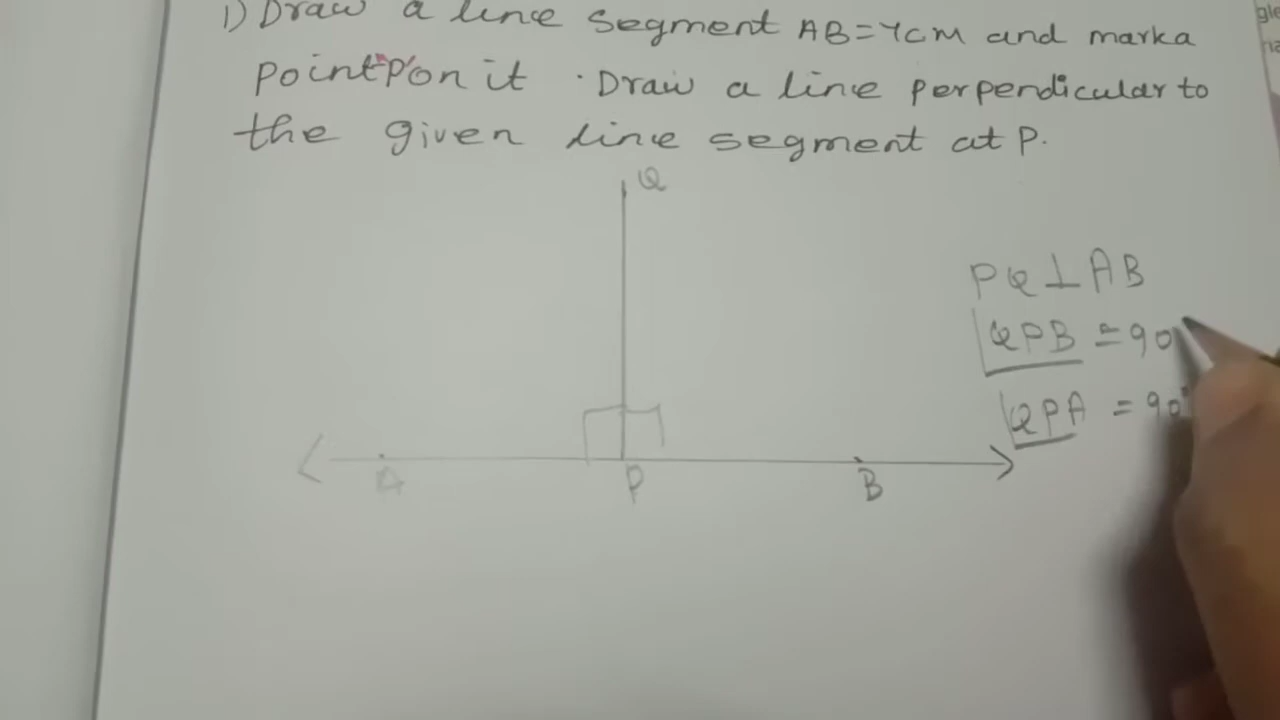 1) Draw a line segment AB=7cm and mark a
point 'P' on it . Draw a line perpendicular to
the given line segment at P.
Q
PQ⊥AB
∠QPB = 90
∠QPA = 90°
A P B